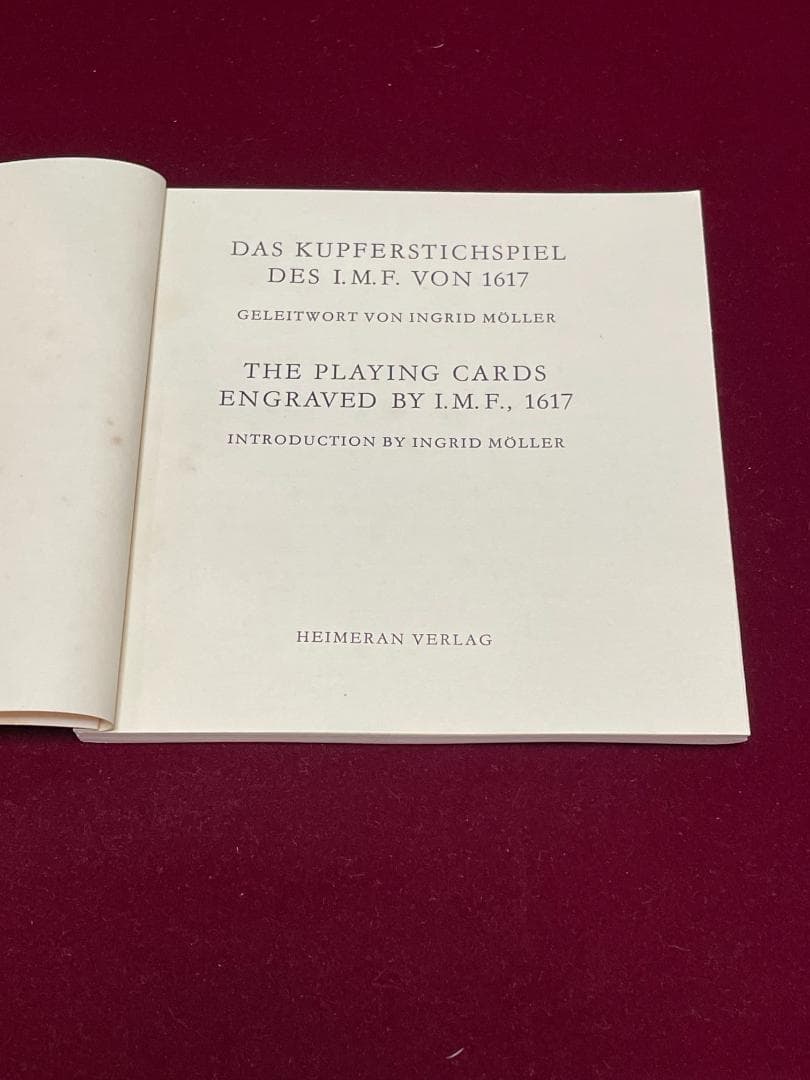 DAS KUPFERSTICHSPIEL
DES I.M.F. VON 1617
GELEITWORT VON INGRID MÖLLER
THE PLAYING CARDS
ENGRAVED BY I.M.F., 1617
INTRODUCTION BY INGRID MÖLLER
HEIMERAN VERLAG